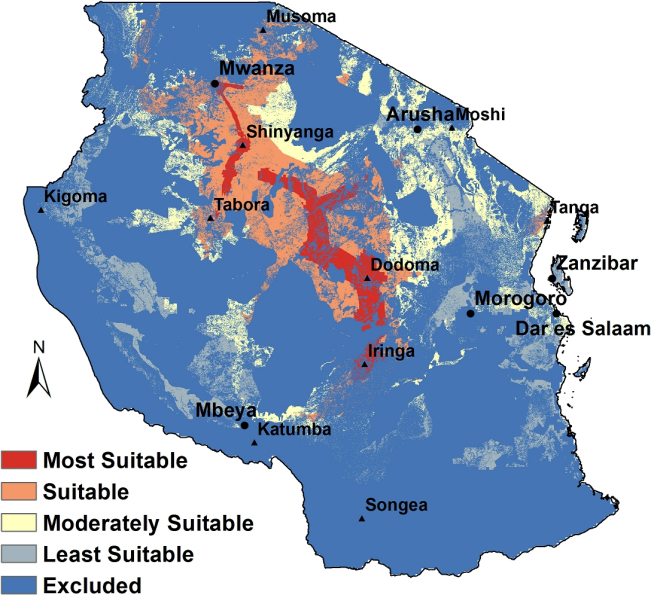 Musoma
Mwanza
Arusha
Moshi
Shinyanga
Kigoma
Tabora
Tanga
Zanzibar
Dodoma
Morogoro
Dar es Salaam
N
Iringa
Mbeya
Katumba
Most Suitable
Suitable
Songea
Moderately Suitable
Least Suitable
Excluded